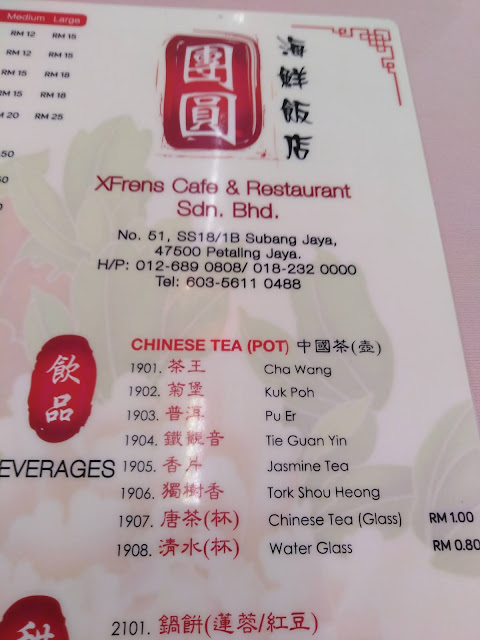 Medium Large
RM 12 RM 15
RM 12 RM 15
RM 15 RM 18
RM 15 RM 18
RM 20 RM 25
團圓
海鮮飯店
XFrens Cafe & Restaurant
Sdn. Bhd.
No. 51, SS18/1B Subang Jaya,
47500 Petaling Jaya.
H/P: 012-689 0808/ 018-232 0000
Tel: 603-5611 0488
飲品
EVERAGES
CHINESE TEA (POT) 中國茶(壺)
1901. 茶王 Cha Wang
1902. 菊堡 Kuk Poh
1903. 普洱 Pu Er
1904. 鐵觀音 Tie Guan Yin
1905. 香片 Jasmine Tea
1906. 獨樹香 Tork Shou Heong
1907. 唐茶(杯) Chinese Tea (Glass) RM 1.00
1908. 清水(杯) Water Glass RM 0.80
甜
2101. 鍋餅(蓮蓉/紅豆)